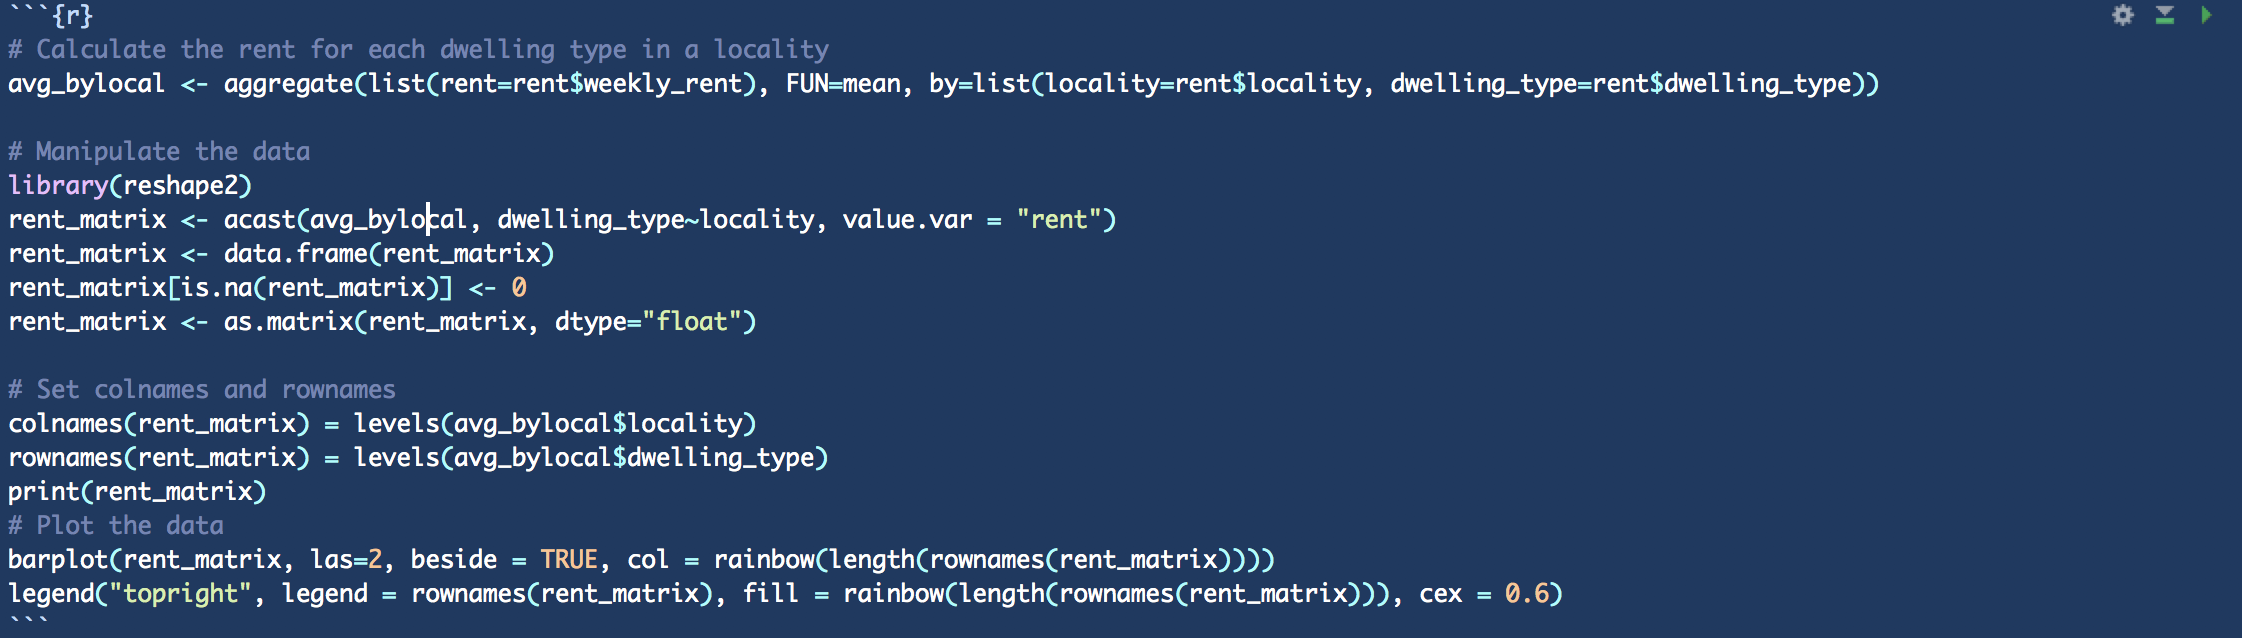 ```{r}
# Calculate the rent for each dwelling type in a locality
avg_bylocal <- aggregate(list(rent=rent$weekly_rent), FUN=mean, by=list(locality=rent$locality, dwelling_type=rent$dwelling_type))
# Manipulate the data
library(reshape2)
rent_matrix <- acast(avg_bylocal, dwelling_type~locality, value.var = "rent")
rent_matrix <- data.frame(rent_matrix)
rent_matrix[is.na(rent_matrix)] <- 0
rent_matrix <- as.matrix(rent_matrix, dtype="float")
# Set colnames and rownames
colnames(rent_matrix) = levels(avg_bylocal$locality)
rownames(rent_matrix) = levels(avg_bylocal$dwelling_type)
print(rent_matrix)
# Plot the data
barplot(rent_matrix, las=2, beside = TRUE, col = rainbow(length(rownames(rent_matrix))))
legend("topright", legend = rownames(rent_matrix), fill = rainbow(length(rownames(rent_matrix))), cex = 0.6)
```